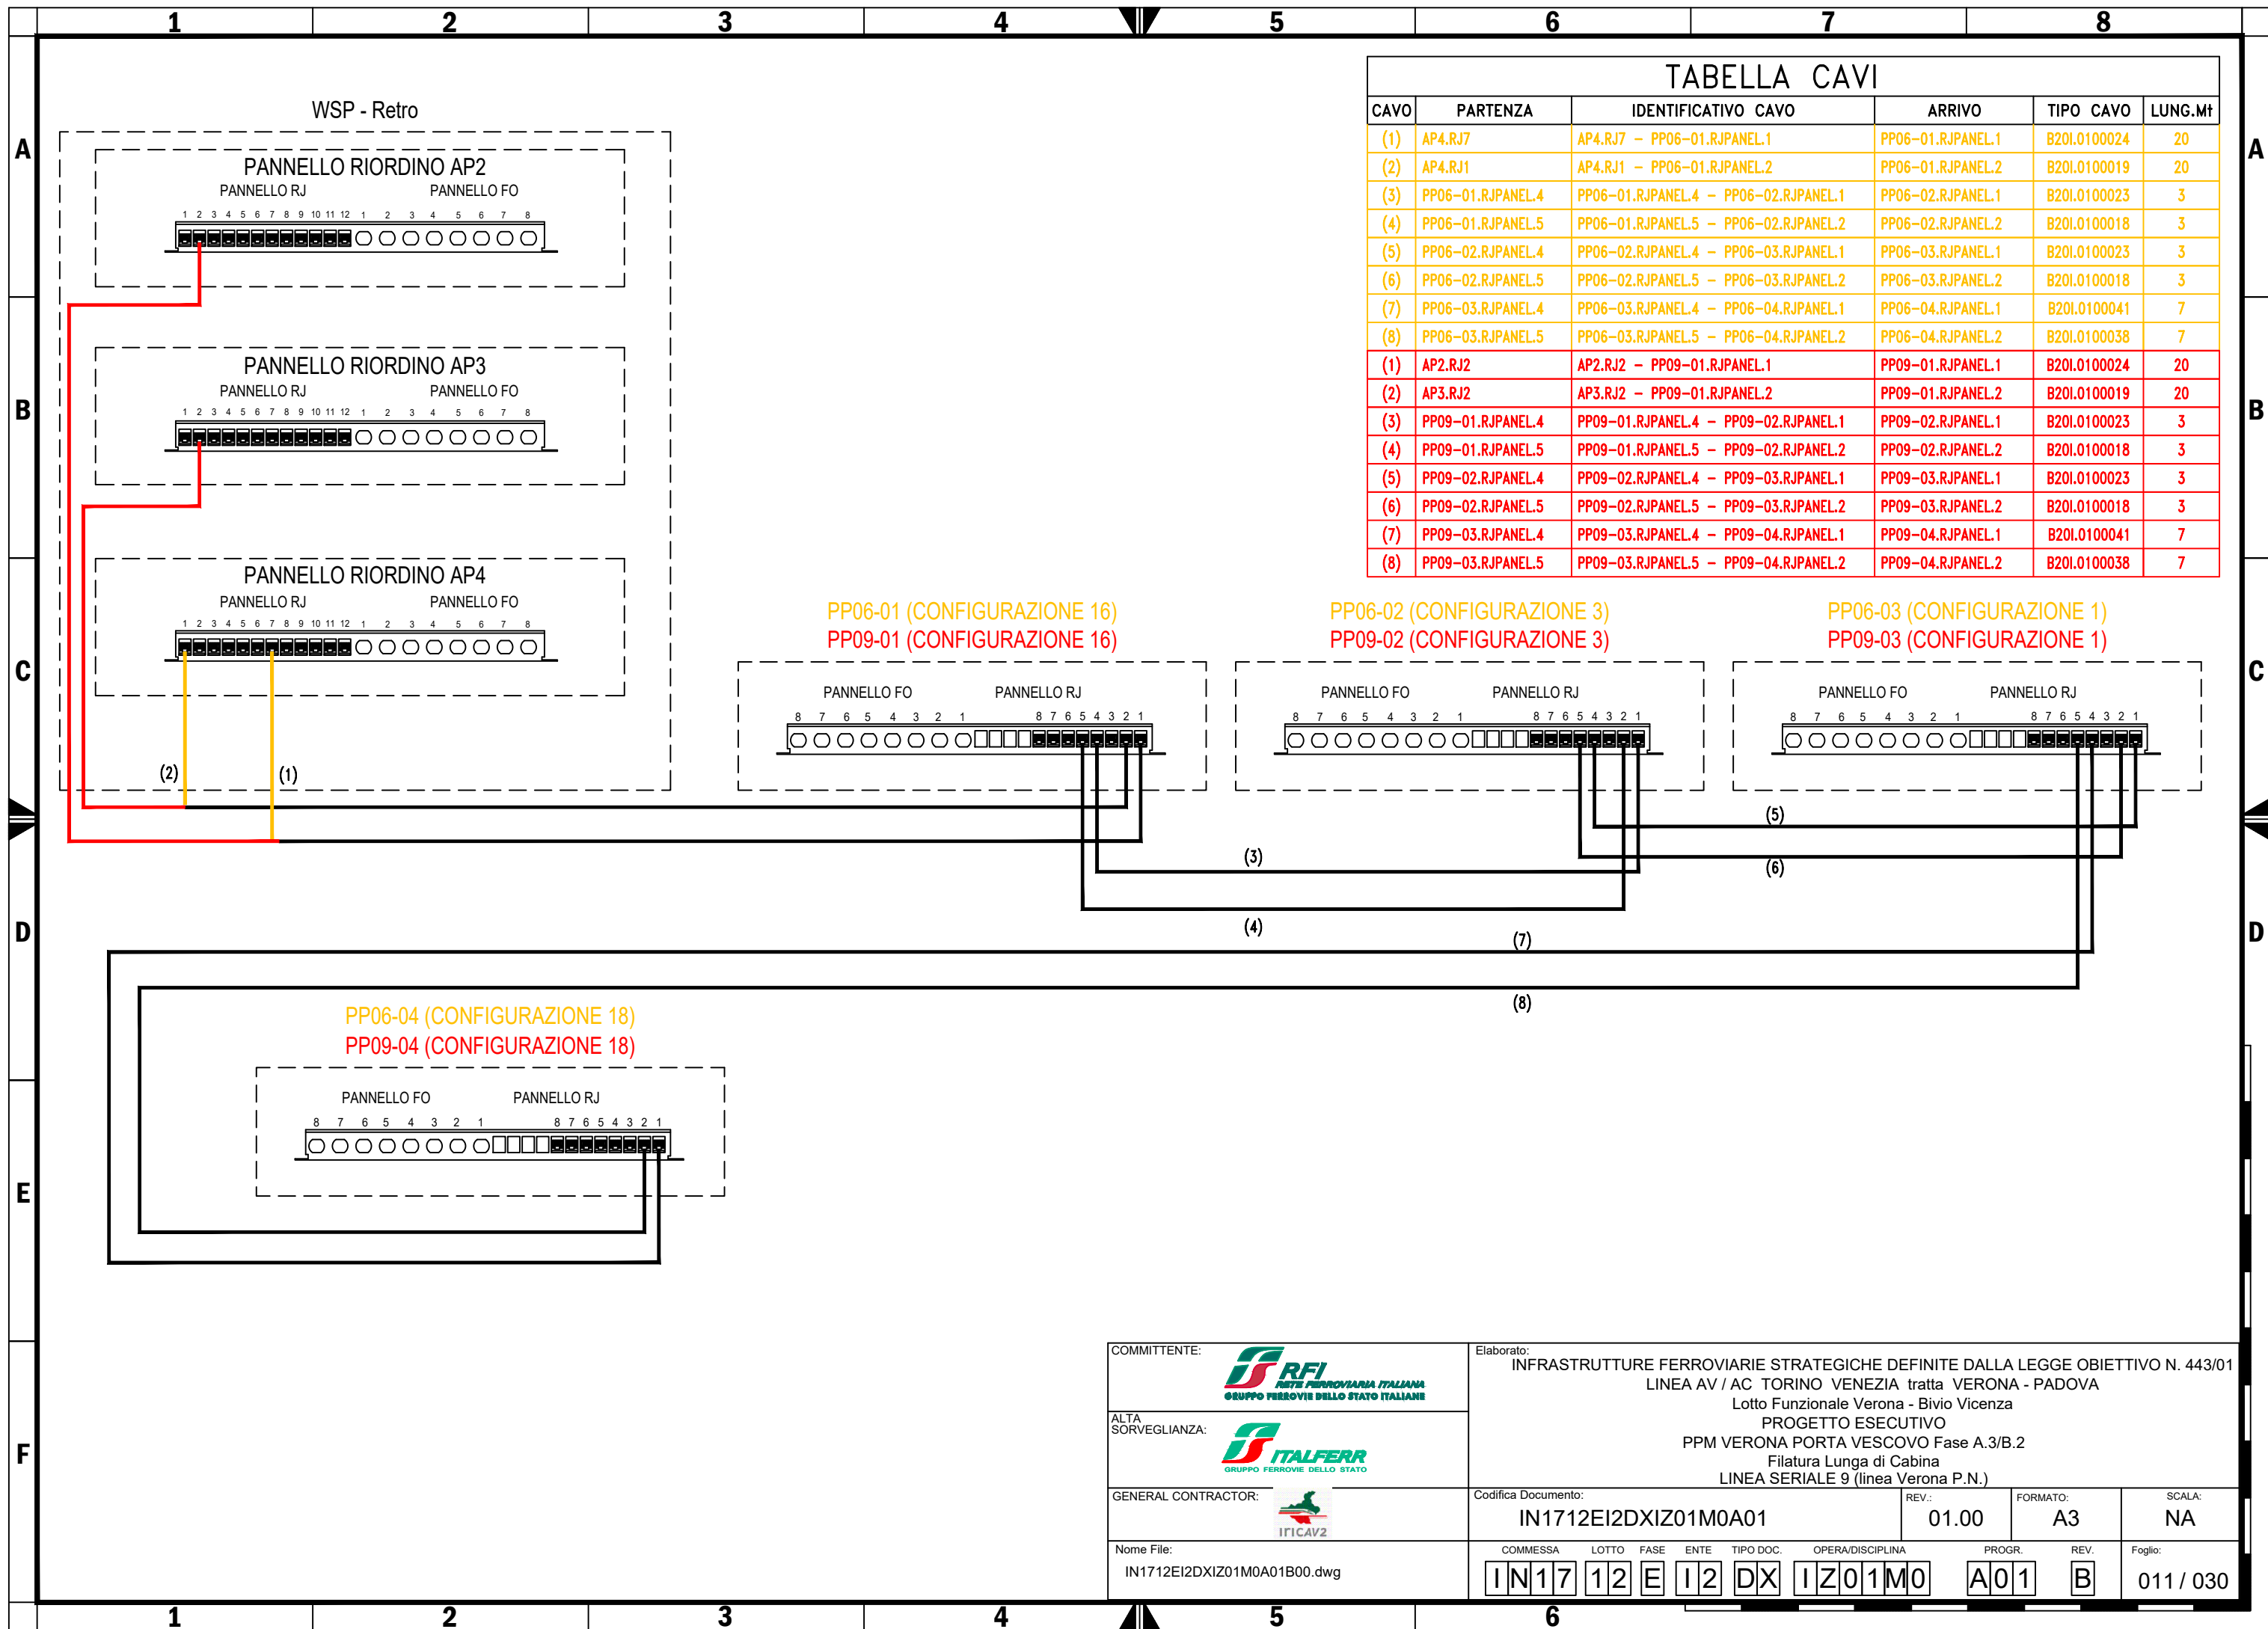 1 2 3 4 5 6 7 8
TABELLA CAVI
CAVO PARTENZA IDENTIFICATIVO CAVO ARRIVO TIPO CAVO LUNG.Mt
(1) AP4.RJ7 AP4.RJ7 - PP06-01.RJPANEL.1 PP06-01.RJPANEL.1 B20I.0100024 20
(2) AP4.RJ1 AP4.RJ1 - PP06-01.RJPANEL.2 PP06-01.RJPANEL.2 B20I.0100019 20
(3) PP06-01.RJPANEL.4 PP06-01.RJPANEL.4 - PP06-02.RJPANEL.1 PP06-02.RJPANEL.1 B20I.0100023 3
(4) PP06-01.RJPANEL.5 PP06-01.RJPANEL.5 - PP06-02.RJPANEL.2 PP06-02.RJPANEL.2 B20I.0100018 3
(5) PP06-02.RJPANEL.4 PP06-02.RJPANEL.4 - PP06-03.RJPANEL.1 PP06-03.RJPANEL.1 B20I.0100023 3
(6) PP06-02.RJPANEL.5 PP06-02.RJPANEL.5 - PP06-03.RJPANEL.2 PP06-03.RJPANEL.2 B20I.0100018 3
(7) PP06-03.RJPANEL.4 PP06-03.RJPANEL.4 - PP06-04.RJPANEL.1 PP06-04.RJPANEL.1 B20I.0100041 7
(8) PP06-03.RJPANEL.5 PP06-03.RJPANEL.5 - PP06-04.RJPANEL.2 PP06-04.RJPANEL.2 B20I.0100038 7
(1) AP2.RJ2 AP2.RJ2 - PP09-01.RJPANEL.1 PP09-01.RJPANEL.1 B20I.0100024 20
(2) AP3.RJ2 AP3.RJ2 - PP09-01.RJPANEL.2 PP09-01.RJPANEL.2 B20I.0100019 20
(3) PP09-01.RJPANEL.4 PP09-01.RJPANEL.4 - PP09-02.RJPANEL.1 PP09-02.RJPANEL.1 B20I.0100023 3
(4) PP09-01.RJPANEL.5 PP09-01.RJPANEL.5 - PP09-02.RJPANEL.2 PP09-02.RJPANEL.2 B20I.0100018 3
(5) PP09-02.RJPANEL.4 PP09-02.RJPANEL.4 - PP09-03.RJPANEL.1 PP09-03.RJPANEL.1 B20I.0100023 3
(6) PP09-02.RJPANEL.5 PP09-02.RJPANEL.5 - PP09-03.RJPANEL.2 PP09-03.RJPANEL.2 B20I.0100018 3
(7) PP09-03.RJPANEL.4 PP09-03.RJPANEL.4 - PP09-04.RJPANEL.1 PP09-04.RJPANEL.1 B20I.0100041 7
(8) PP09-03.RJPANEL.5 PP09-03.RJPANEL.5 - PP09-04.RJPANEL.2 PP09-04.RJPANEL.2 B20I.0100038 7
WSP - Retro
A A
PANNELLO RIORDINO AP2
PANNELLO RJ PANNELLO FO
1 2 3 4 5 6 7 8 9 10 11 12 1 2 3 4 5 6 7 8
PANNELLO RIORDINO AP3
PANNELLO RJ PANNELLO FO
B B
1 2 3 4 5 6 7 8 9 10 11 12 1 2 3 4 5 6 7 8
PANNELLO RIORDINO AP4
PANNELLO RJ PANNELLO FO
1 2 3 4 5 6 7 8 9 10 11 12 1 2 3 4 5 6 7 8
(2) (1)
PP06-01 (CONFIGURAZIONE 16) PP06-02 (CONFIGURAZIONE 3) PP06-03 (CONFIGURAZIONE 1)
PP09-01 (CONFIGURAZIONE 16) PP09-02 (CONFIGURAZIONE 3) PP09-03 (CONFIGURAZIONE 1)
C C
PANNELLO FO PANNELLO RJ PANNELLO FO PANNELLO RJ PANNELLO FO PANNELLO RJ
8 7 6 5 4 3 2 1 8 7 6 5 4 3 2 1 8 7 6 5 4 3 2 1 8 7 6 5 4 3 2 1 8 7 6 5 4 3 2 1 8 7 6 5 4 3 2 1
(5)
(3)
(6)
(4)
D D
(7)
(8)
PP06-04 (CONFIGURAZIONE 18)
PP09-04 (CONFIGURAZIONE 18)
PANNELLO FO PANNELLO RJ
8 7 6 5 4 3 2 1 8 7 6 5 4 3 2 1
E
F
COMMITTENTE:
RFI
RETE FERROVIARIA ITALIANA
GRUPPO FERROVIE DELLO STATO ITALIANE
ALTA
SORVEGLIANZA:
ITALFERR
GRUPPO FERROVIE DELLO STATO
GENERAL CONTRACTOR:
IrICAV2
Nome File:
IN1712EI2DXIZ01M0A01B00.dwg
Elaborato:
INFRASTRUTTURE FERROVIARIE STRATEGICHE DEFINITE DALLA LEGGE OBIETTIVO N. 443/01
LINEA AV / AC TORINO VENEZIA tratta VERONA - PADOVA
Lotto Funzionale Verona - Bivio Vicenza
PROGETTO ESECUTIVO
PPM VERONA PORTA VESCOVO Fase A.3/B.2
Filatura Lunga di Cabina
LINEA SERIALE 9 (linea Verona P.N.)
Codifica Documento: REV.: FORMATO: SCALA:
IN1712EI2DXIZ01M0A01 01.00 A3 NA
COMMESSA LOTTO FASE ENTE TIPO DOC. OPERA/DISCIPLINA PROGR. REV. Foglio:
IN17 12 E I2 DX IZ01M0 A01 B 011 / 030
1 2 3 4 5 6